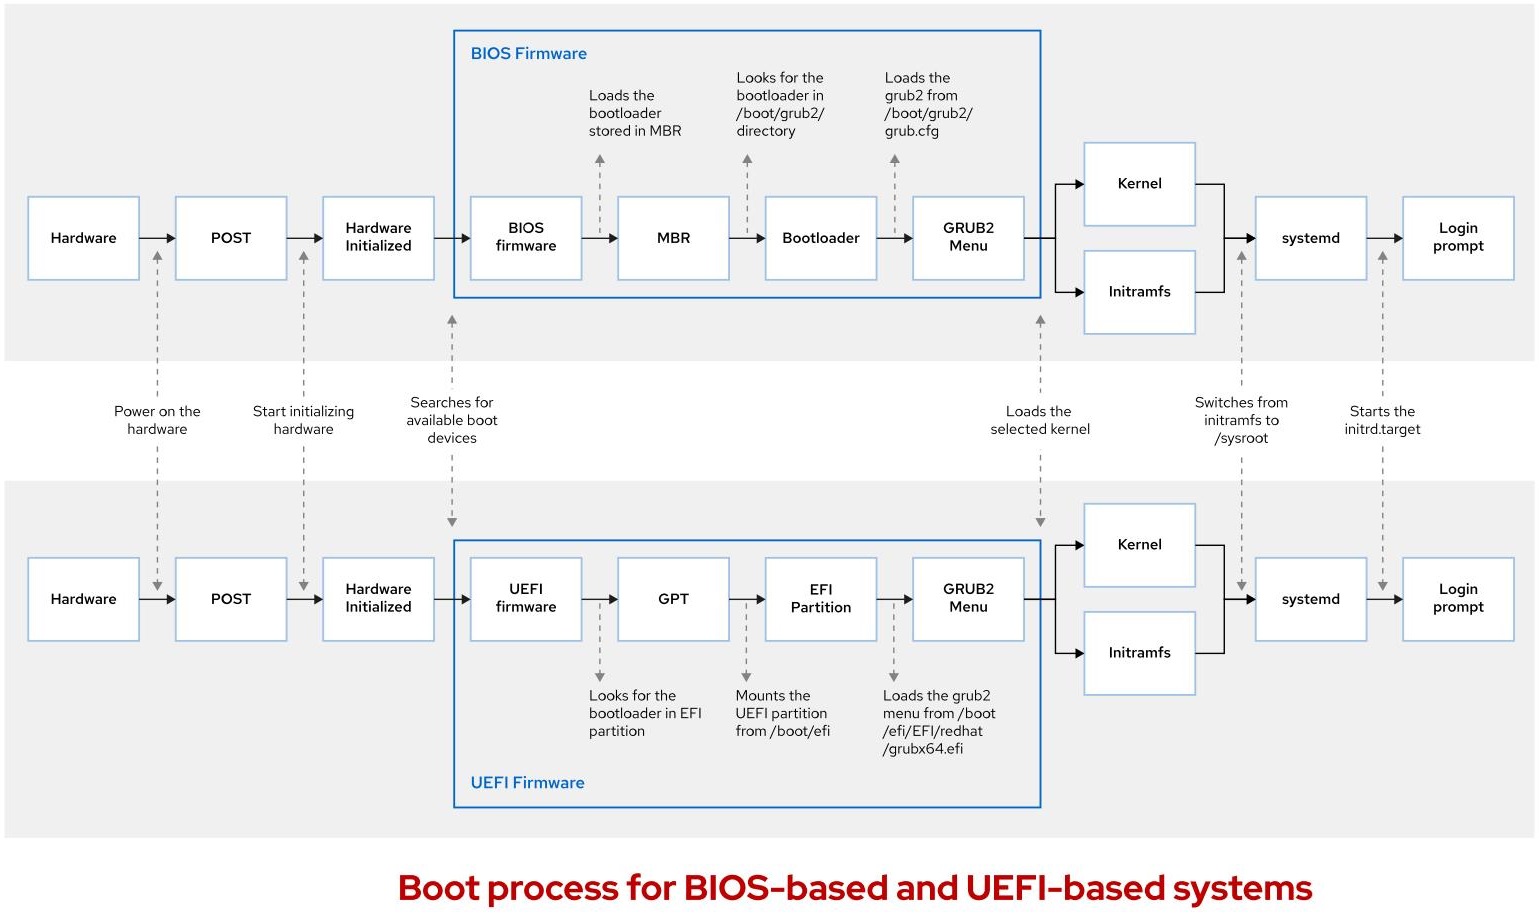 BIOS Firmware
Loads the
bootloader
stored in MBR
Looks for the
bootloader in
/boot/grub2/
directory
Loads the
grub2 from
/boot/grub2/
grub.cfg
Hardware
POST
Hardware
Initialized
BIOS
firmware
MBR
Bootloader
GRUB2
Menu
Kernel
Initramfs
systemd
Login
prompt
Power on the
hardware
Start initializing
hardware
Searches for
available boot
devices
Loads the
selected kernel
Switches from
initramfs to
/sysroot
Starts the
initrd.target
Hardware
POST
Hardware
Initialized
UEFI
firmware
GPT
EFI
Partition
GRUB2
Menu
Kernel
Initramfs
systemd
Login
prompt
Looks for the
bootloader in EFI
partition
Mounts the
UEFI partition
from /boot/efi
Loads the grub2
menu from /boot
/efi/EFI/redhat
/grubx64.efi
UEFI Firmware
Boot process for BIOS-based and UEFI-based systems